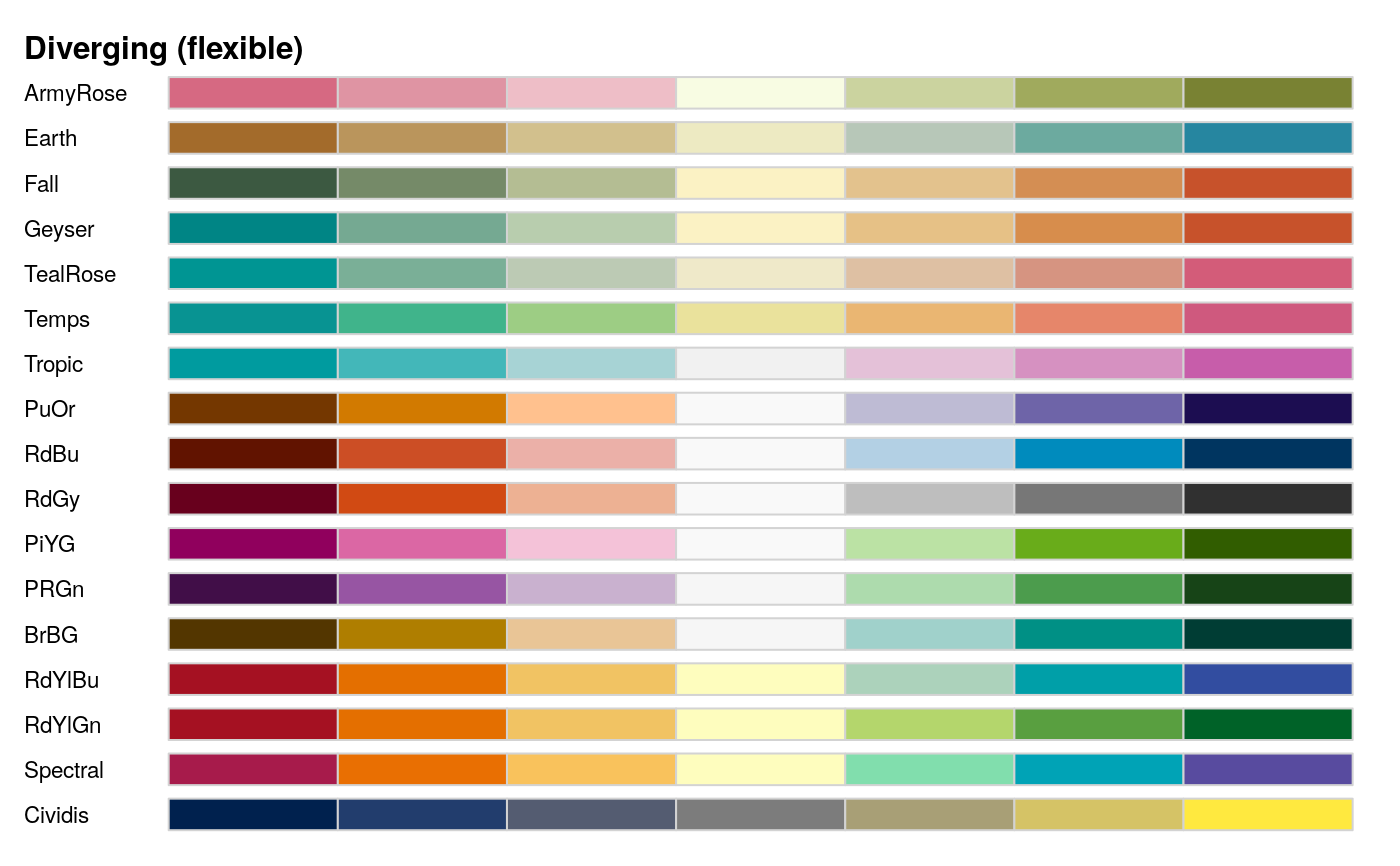 Diverging (flexible)
ArmyRose
Earth
Fall
Geyser
TealRose
Temps
Tropic
PuOr
RdBu
RdGy
PiYG
PRGn
BrBG
RdYlBu
RdYlGn
Spectral
Cividis